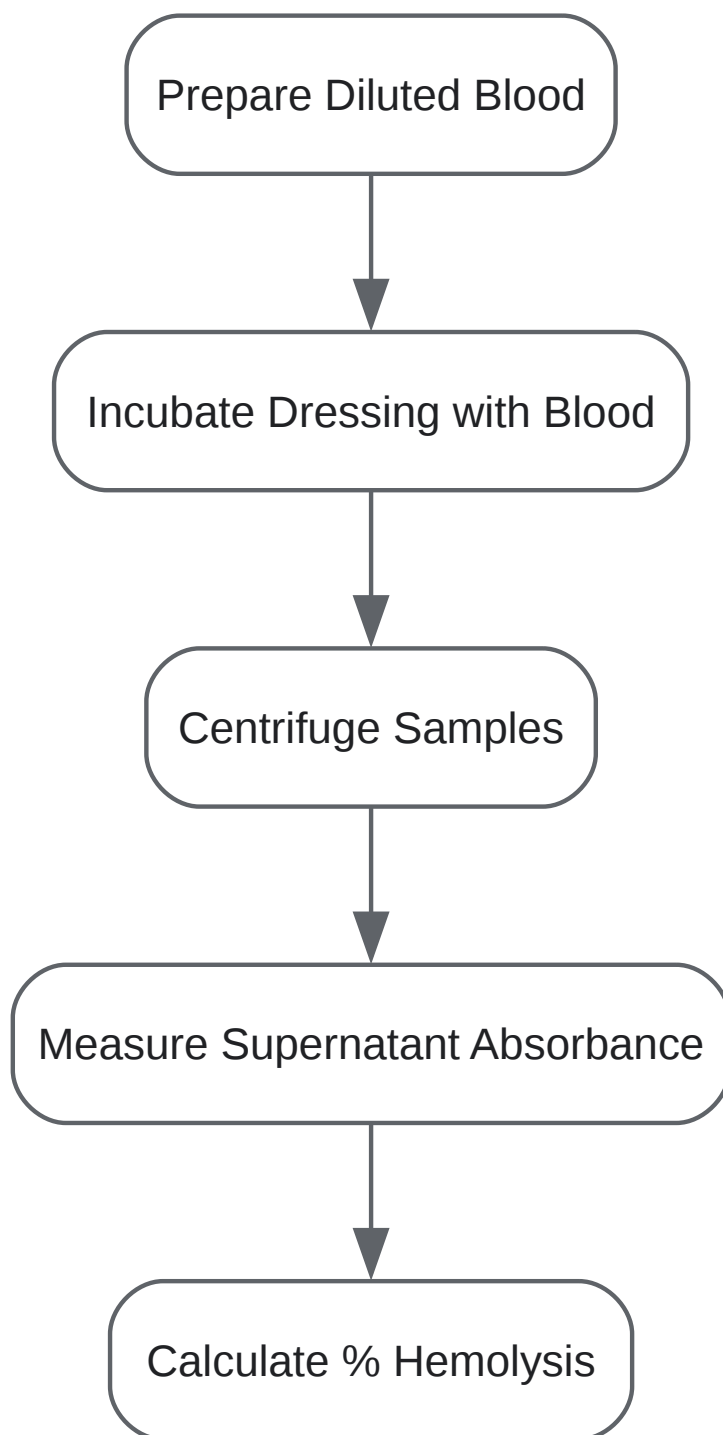 Prepare Diluted Blood
Incubate Dressing with Blood
Centrifuge Samples
Measure Supernatant Absorbance
Calculate % Hemolysis